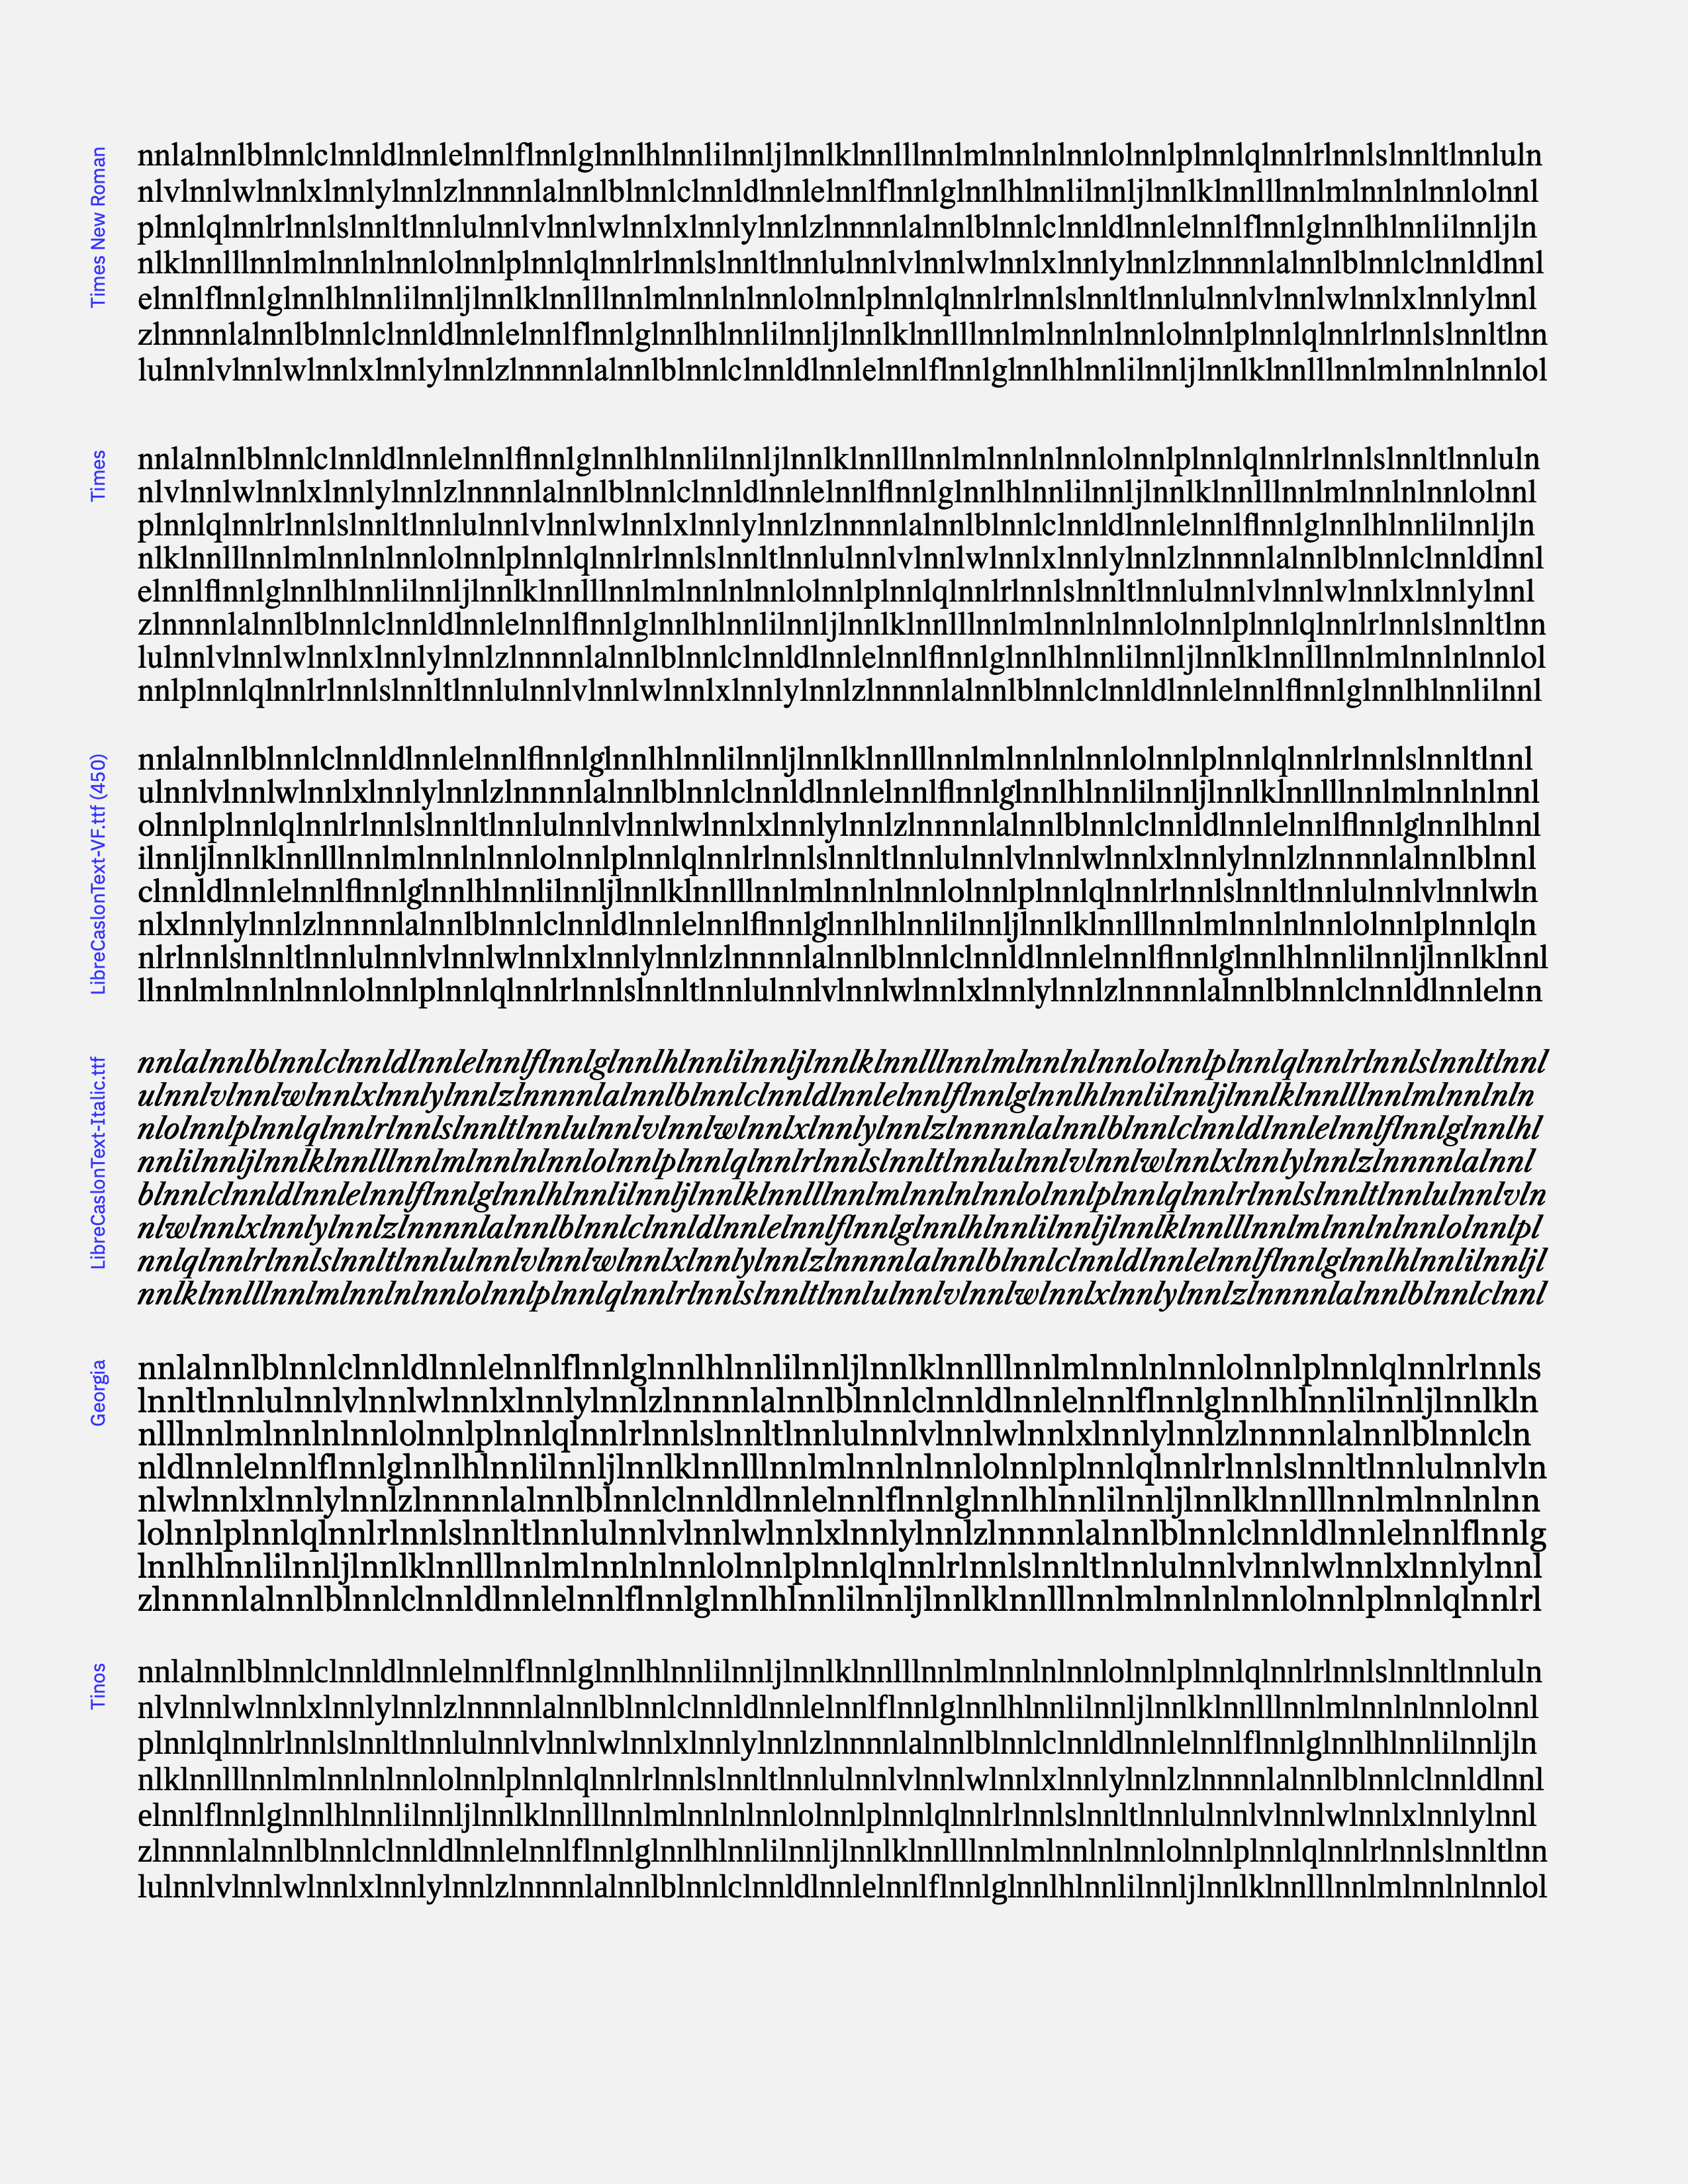 Times New Roman
nnlalnnlblnnlclnnldlnnlelnnlflnnlglnnlhlnnlilnnljlnnlklnnlllnnlmlnnlnlnnlolnnlplnnlqlnnlrlnnlslnnltlnnluln
nlvlnnlwlnnlxlnnlylnnlzlnnnnlalnnlblnnlclnnldlnnlelnnlflnnlglnnlhlnnlilnnljlnnlklnnlllnnlmlnnlnlnnlolnnl
plnnlqlnnlrlnnlslnnltlnnlulnnlvlnnlwlnnlxlnnlylnnlzlnnnnlalnnlblnnlclnnldlnnlelnnlflnnlglnnlhlnnlilnnljln
nlklnnlllnnlmlnnlnlnnlolnnlplnnlqlnnlrlnnlslnnltlnnlulnnlvlnnlwlnnlxlnnlylnnlzlnnnnlalnnlblnnlclnnldlnnl
elnnlflnnlglnnlhlnnlilnnljlnnlklnnlllnnlmlnnlnlnnlolnnlplnnlqlnnlrlnnlslnnltlnnlulnnlvlnnlwlnnlxlnnlylnnl
zlnnnnlalnnlblnnlclnnldlnnlelnnlflnnlglnnlhlnnlilnnljlnnlklnnlllnnlmlnnlnlnnlolnnlplnnlqlnnlrlnnlslnnltlnn
lulnnlvlnnlwlnnlxlnnlylnnlzlnnnnlalnnlblnnlclnnldlnnlelnnlflnnlglnnlhlnnlilnnljlnnlklnnlllnnlmlnnlnlnnlol
Times
nnlalnnlblnnlclnnldlnnlelnnlflnnlglnnlhlnnlilnnljlnnlklnnlllnnlmlnnlnlnnlolnnlplnnlqlnnlrlnnlslnnltlnnluln
nlvlnnlwlnnlxlnnlylnnlzlnnnnlalnnlblnnlclnnldlnnlelnnlflnnlglnnlhlnnlilnnljlnnlklnnlllnnlmlnnlnlnnlolnnl
plnnlqlnnlrlnnlslnnltlnnlulnnlvlnnlwlnnlxlnnlylnnlzlnnnnlalnnlblnnlclnnldlnnlelnnlflnnlglnnlhlnnlilnnljln
nlklnnlllnnlmlnnlnlnnlolnnlplnnlqlnnlrlnnlslnnltlnnlulnnlvlnnlwlnnlxlnnlylnnlzlnnnnlalnnlblnnlclnnldlnnl
elnnlflnnlglnnlhlnnlilnnljlnnlklnnlllnnlmlnnlnlnnlolnnlplnnlqlnnlrlnnlslnnltlnnlulnnlvlnnlwlnnlxlnnlylnnl
zlnnnnlalnnlblnnlclnnldlnnlelnnlflnnlglnnlhlnnlilnnljlnnlklnnlllnnlmlnnlnlnnlolnnlplnnlqlnnlrlnnlslnnltlnn
lulnnlvlnnlwlnnlxlnnlylnnlzlnnnnlalnnlblnnlclnnldlnnlelnnlflnnlglnnlhlnnlilnnljlnnlklnnlllnnlmlnnlnlnnlol
nnlplnnlqlnnlrlnnlslnnltlnnlulnnlvlnnlwlnnlxlnnlylnnlzlnnnnlalnnlblnnlclnnldlnnlelnnlflnnlglnnlhlnnlilnnl
LibreCaslonText-VF.ttf (450)
nnlalnnlblnnlclnnldlnnlelnnlflnnlglnnlhlnnlilnnljlnnlklnnlllnnlmlnnlnlnnlolnnlplnnlqlnnlrlnnlslnnltlnnl
ulnnlvlnnlwlnnlxlnnlylnnlzlnnnnlalnnlblnnlclnnldlnnlelnnlflnnlglnnlhlnnlilnnljlnnlklnnlllnnlmlnnlnlnnl
olnnlplnnlqlnnlrlnnlslnnltlnnlulnnlvlnnlwlnnlxlnnlylnnlzlnnnnlalnnlblnnlclnnldlnnlelnnlflnnlglnnlhlnnl
ilnnljlnnlklnnlllnnlmlnnlnlnnlolnnlplnnlqlnnlrlnnlslnnltlnnlulnnlvlnnlwlnnlxlnnlylnnlzlnnnnlalnnlblnnl
clnnldlnnlelnnlflnnlglnnlhlnnlilnnljlnnlklnnlllnnlmlnnlnlnnlolnnlplnnlqlnnlrlnnlslnnltlnnlulnnlvlnnlwln
nlxlnnlylnnlzlnnnnlalnnlblnnlclnnldlnnlelnnlflnnlglnnlhlnnlilnnljlnnlklnnlllnnlmlnnlnlnnlolnnlplnnlqln
nlrlnnlslnnltlnnlulnnlvlnnlwlnnlxlnnlylnnlzlnnnnlalnnlblnnlclnnldlnnlelnnlflnnlglnnlhlnnlilnnljlnnlklnnl
llnnlmlnnlnlnnlolnnlplnnlqlnnlrlnnlslnnltlnnlulnnlvlnnlwlnnlxlnnlylnnlzlnnnnlalnnlblnnlclnnldlnnlelnn
LibreCaslonText-Italic.ttf
nnlalnnlblnnlclnnldlnnlelnnlflnnlglnnlhlnnlilnnljlnnlklnnlllnnlmlnnlnlnnlolnnlplnnlqlnnlrlnnlslnnltlnnl
ulnnlvlnnlwlnnlxlnnlylnnlzlnnnnlalnnlblnnlclnnldlnnlelnnlflnnlglnnlhlnnlilnnljlnnlklnnlllnnlmlnnlnln
nlolnnlplnnlqlnnlrlnnlslnnltlnnlulnnlvlnnlwlnnlxlnnlylnnlzlnnnnlalnnlblnnlclnnldlnnlelnnlflnnlglnnlhl
nnlilnnljlnnlklnnlllnnlmlnnlnlnnlolnnlplnnlqlnnlrlnnlslnnltlnnlulnnlvlnnlwlnnlxlnnlylnnlzlnnnnlalnnl
blnnlclnnldlnnlelnnlflnnlglnnlhlnnlilnnljlnnlklnnlllnnlmlnnlnlnnlolnnlplnnlqlnnlrlnnlslnnltlnnlulnnlvln
nlwlnnlxlnnlylnnlzlnnnnlalnnlblnnlclnnldlnnlelnnlflnnlglnnlhlnnlilnnljlnnlklnnlllnnlmlnnlnlnnlolnnlpl
nnlqlnnlrlnnlslnnltlnnlulnnlvlnnlwlnnlxlnnlylnnlzlnnnnlalnnlblnnlclnnldlnnlelnnlflnnlglnnlhlnnlilnnljl
nnlklnnlllnnlmlnnlnlnnlolnnlplnnlqlnnlrlnnlslnnltlnnlulnnlvlnnlwlnnlxlnnlylnnlzlnnnnlalnnlblnnlclnnl
Georgia
nnlalnnlblnnlclnnldlnnlelnnlflnnlglnnlhlnnlilnnljlnnlklnnlllnnlmlnnlnlnnlolnnlplnnlqlnnlrlnnls
lnnltlnnlulnnlvlnnlwlnnlxlnnlylnnlzlnnnnlalnnlblnnlclnnldlnnlelnnlflnnlglnnlhlnnlilnnljlnnlkln
nlllnnlmlnnlnlnnlolnnlplnnlqlnnlrlnnlslnnltlnnlulnnlvlnnlwlnnlxlnnlylnnlzlnnnnlalnnlblnnlcln
nldlnnlelnnlflnnlglnnlhlnnlilnnljlnnlklnnlllnnlmlnnlnlnnlolnnlplnnlqlnnlrlnnlslnnltlnnlulnnlvln
nlwlnnlxlnnlylnnlzlnnnnlalnnlblnnlclnnldlnnlelnnlflnnlglnnlhlnnlilnnljlnnlklnnlllnnlmlnnlnlnn
lolnnlplnnlqlnnlrlnnlslnnltlnnlulnnlvlnnlwlnnlxlnnlylnnlzlnnnnlalnnlblnnlclnnldlnnlelnnlflnnlg
lnnlhlnnlilnnljlnnlklnnlllnnlmlnnlnlnnlolnnlplnnlqlnnlrlnnlslnnltlnnlulnnlvlnnlwlnnlxlnnlylnnl
zlnnnnlalnnlblnnlclnnldlnnlelnnlflnnlglnnlhlnnlilnnljlnnlklnnlllnnlmlnnlnlnnlolnnlplnnlqlnnlrl
Tinos
nnlalnnlblnnlclnnldlnnlelnnlflnnlglnnlhlnnlilnnljlnnlklnnlllnnlmlnnlnlnnlolnnlplnnlqlnnlrlnnlslnnltlnnluln
nlvlnnlwlnnlxlnnlylnnlzlnnnnlalnnlblnnlclnnldlnnlelnnlflnnlglnnlhlnnlilnnljlnnlklnnlllnnlmlnnlnlnnlolnnl
plnnlqlnnlrlnnlslnnltlnnlulnnlvlnnlwlnnlxlnnlylnnlzlnnnnlalnnlblnnlclnnldlnnlelnnlflnnlglnnlhlnnlilnnljln
nlklnnlllnnlmlnnlnlnnlolnnlplnnlqlnnlrlnnlslnnltlnnlulnnlvlnnlwlnnlxlnnlylnnlzlnnnnlalnnlblnnlclnnldlnnl
elnnlflnnlglnnlhlnnlilnnljlnnlklnnlllnnlmlnnlnlnnlolnnlplnnlqlnnlrlnnlslnnltlnnlulnnlvlnnlwlnnlxlnnlylnnl
zlnnnnlalnnlblnnlclnnldlnnlelnnlflnnlglnnlhlnnlilnnljlnnlklnnlllnnlmlnnlnlnnlolnnlplnnlqlnnlrlnnlslnnltlnn
lulnnlvlnnlwlnnlxlnnlylnnlzlnnnnlalnnlblnnlclnnldlnnlelnnlflnnlglnnlhlnnlilnnljlnnlklnnlllnnlmlnnlnlnnlol